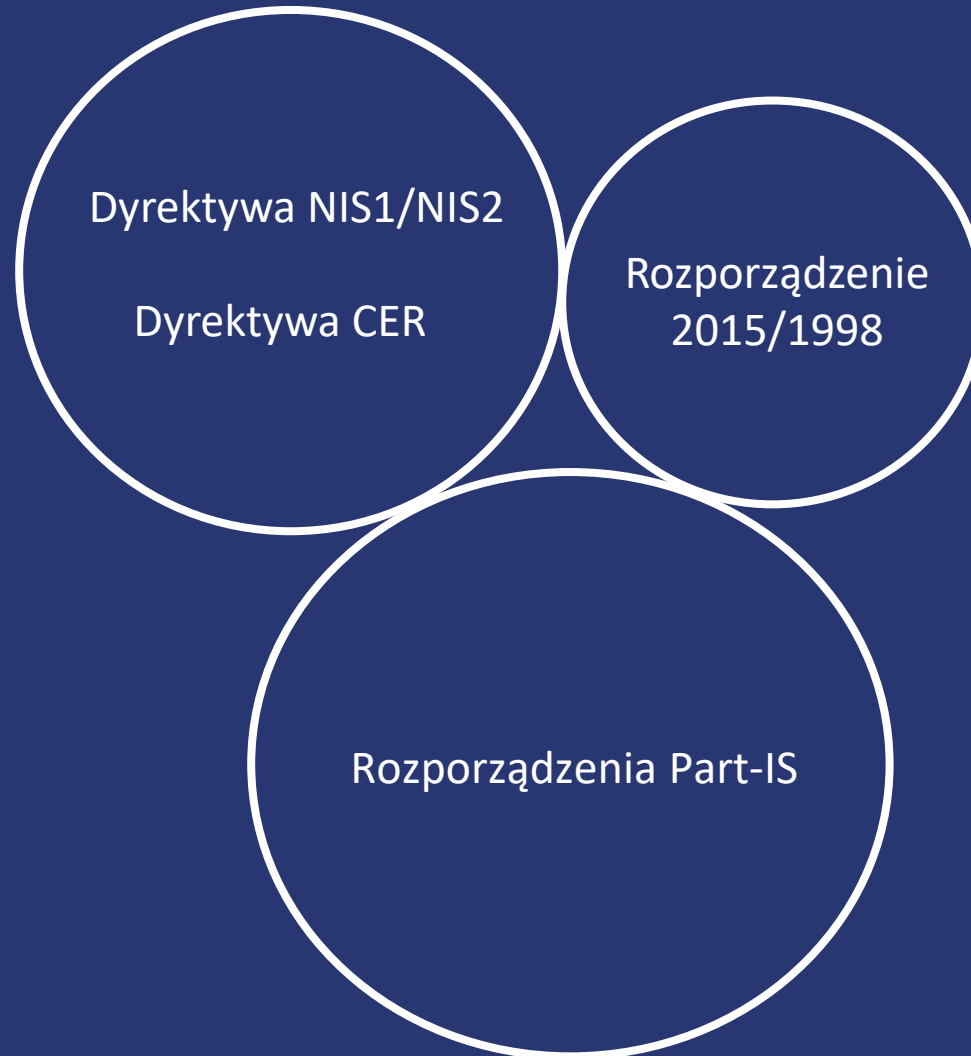 Dyrektywa NIS1/NIS2
Dyrektywa CER
Rozporządzenie
2015/1998
Rozporządzenia Part-IS